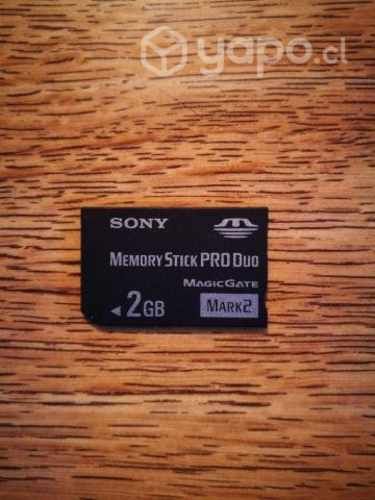 yapo.cl
SONY
MEMORY STICK PRO DUO
MAGICGATE
2GB MARK2